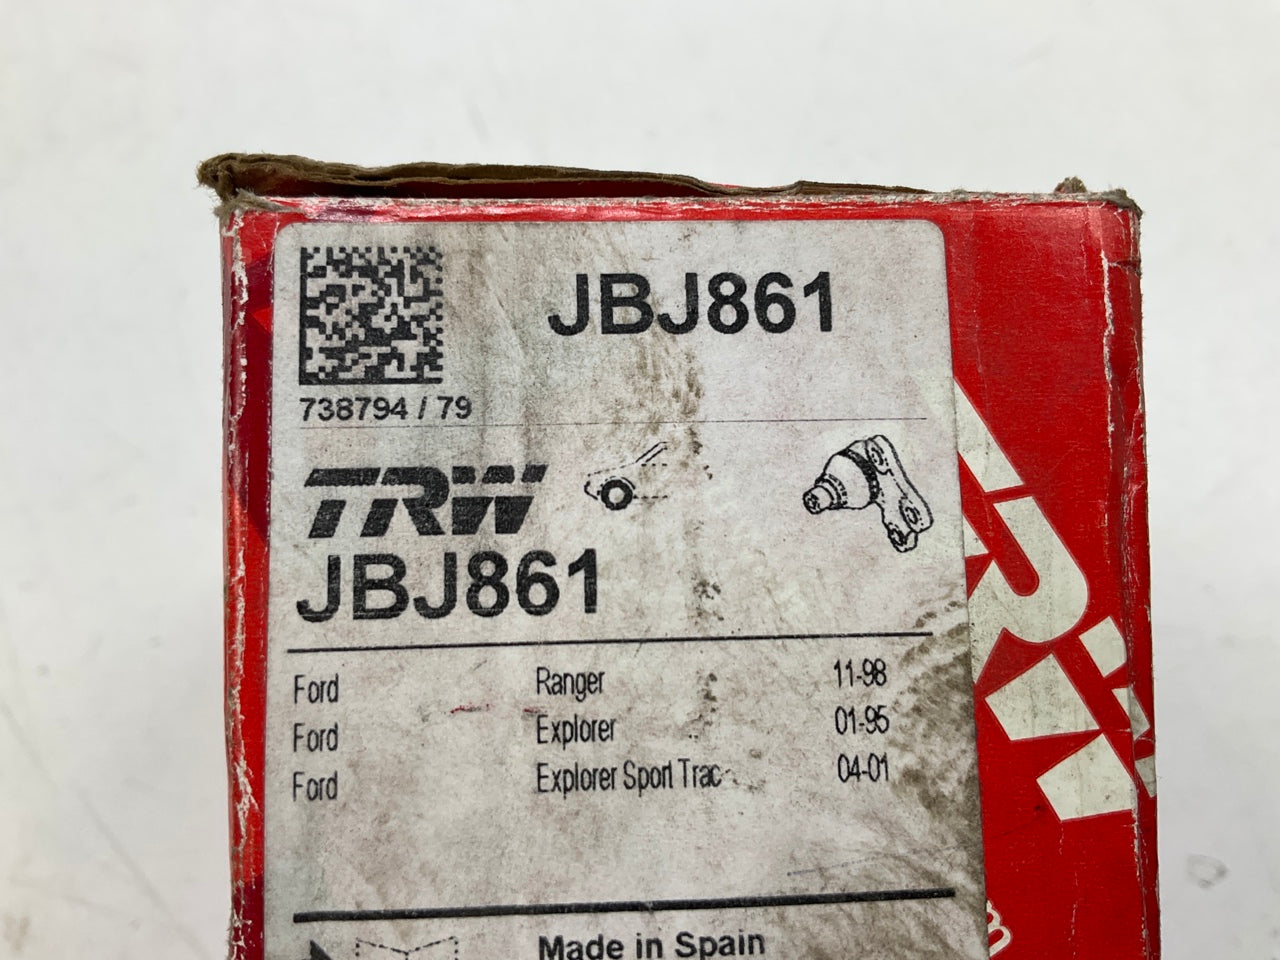 JBJ861
738794 / 79
TRW
JBJ861
Ford Ranger 11-98
Ford Explorer 01-95
Ford Explorer Sport Trac 04-01
Made in Spain
TRW